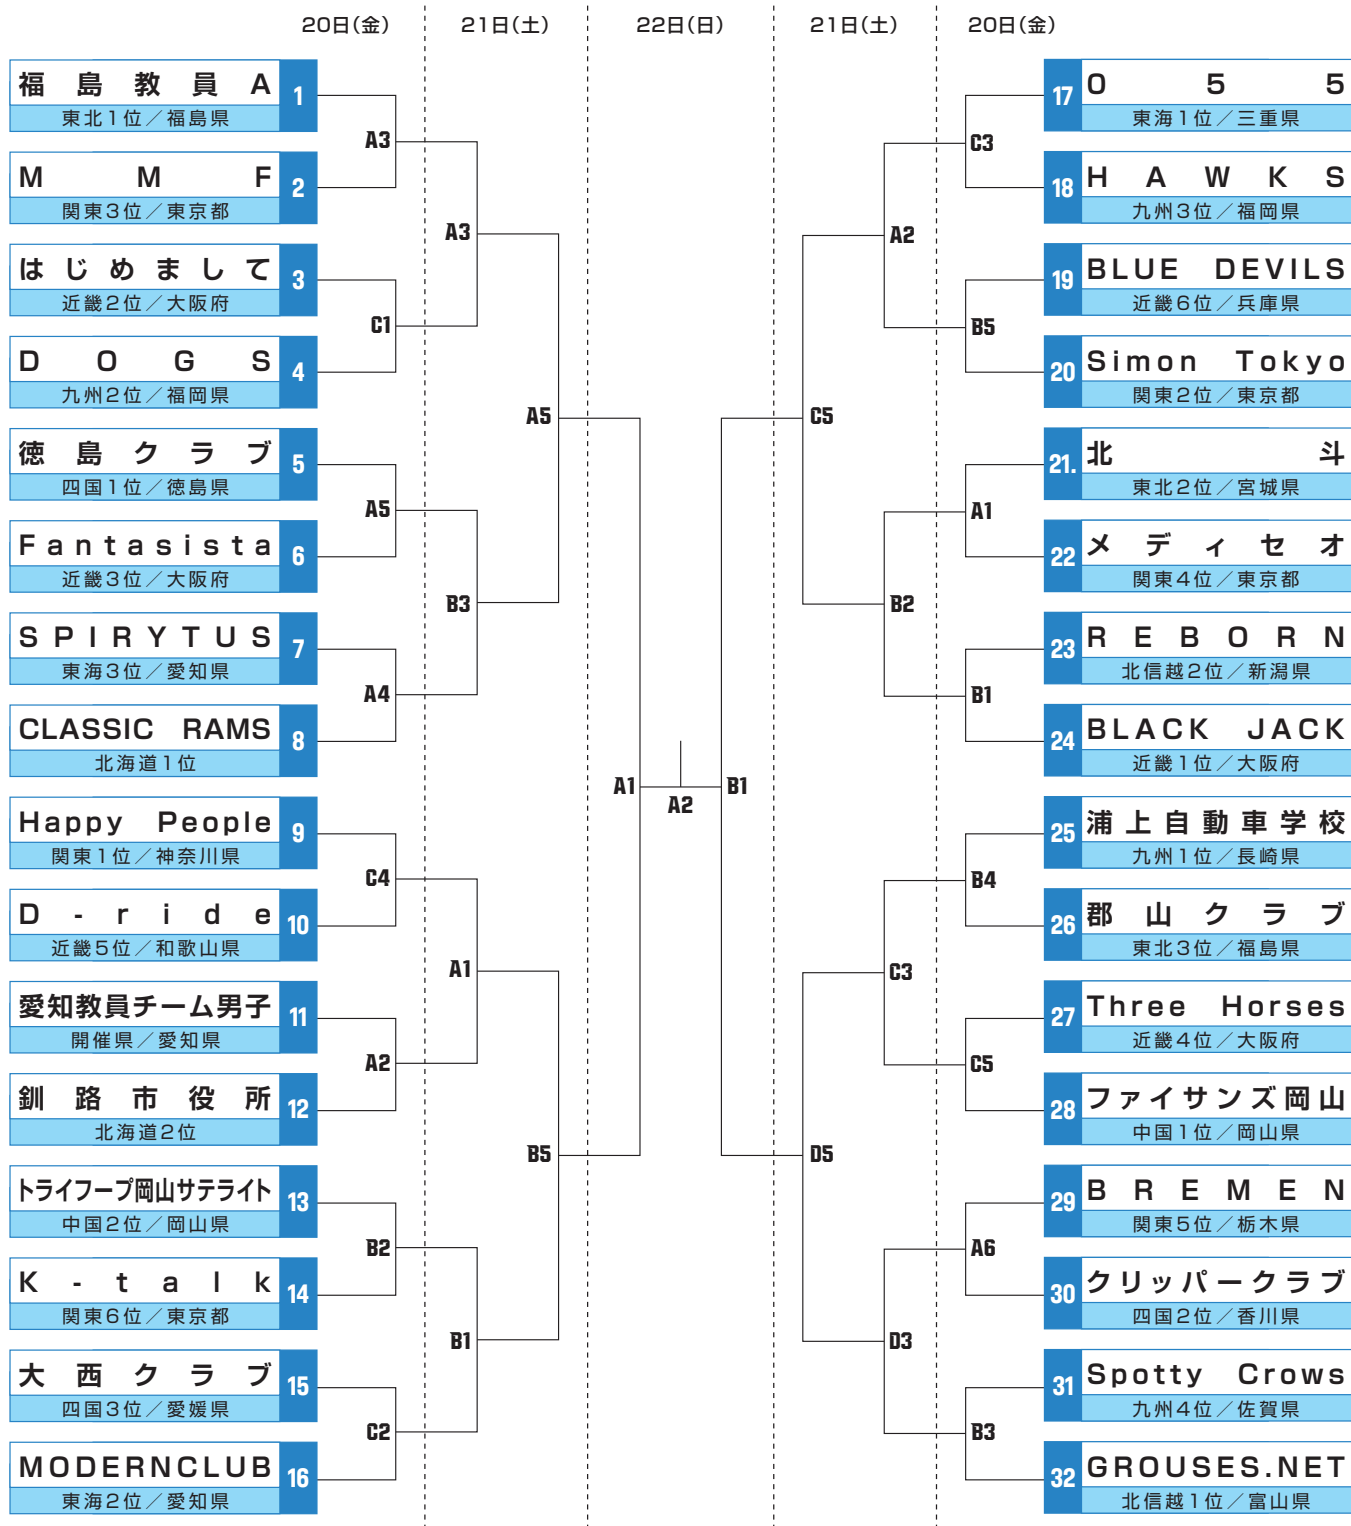 20日(金) 21日(土) 22日(日) 21日(土) 20日(金)
福島教員A 1
東北1位／福島県
A3
MMF 2
関東3位／東京都
A3
はじめまして 3
近畿2位／大阪府
C1
DOGS 4
九州2位／福岡県
A5
徳島クラブ 5
四国1位／徳島県
A5
Fantasista 6
近畿3位／大阪府
B3
SPIRYTUS 7
東海3位／愛知県
A4
CLASSIC RAMS 8
北海道1位
A1
A2
B1
Happy People 9
関東1位／神奈川県
C4
D-ride 10
近畿5位／和歌山県
A1
愛知教員チーム男子 11
開催県／愛知県
A2
釧路市役所 12
北海道2位
B5
トライフープ岡山サテライト 13
中国2位／岡山県
B2
K-talk 14
関東6位／東京都
B1
大西クラブ 15
四国3位／愛媛県
C2
MODERNCLUB 16
東海2位／愛知県
17 055
東海1位／三重県
C3
18 HAWKS
九州3位／福岡県
A2
19 BLUE DEVILS
近畿6位／兵庫県
B5
20 Simon Tokyo
関東2位／東京都
C5
21. 北斗
東北2位／宮城県
A1
22 メディセオ
関東4位／東京都
B2
23 REBORN
北信越2位／新潟県
B1
24 BLACK JACK
近畿1位／大阪府
25 浦上自動車学校
九州1位／長崎県
B4
26 郡山クラブ
東北3位／福島県
C3
27 Three Horses
近畿4位／大阪府
C5
28 ファイサンズ岡山
中国1位／岡山県
D5
29 BREMEN
関東5位／栃木県
A6
30 クリッパークラブ
四国2位／香川県
D3
31 Spotty Crows
九州4位／佐賀県
B3
32 GROUSES.NET
北信越1位／富山県